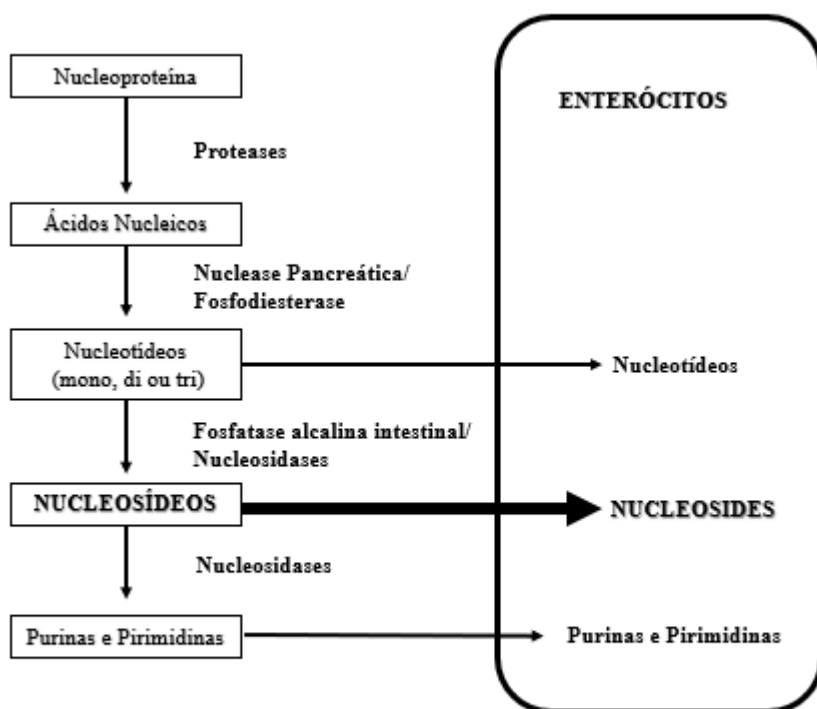 Nucleoproteína
ENTERÓCITOS
Proteases
Ácidos Nucleicos
Nuclease Pancreática/
Fosfodiesterase
Nucleotídeos
(mono, di ou tri)
Nucleotídeos
Fosfatase alcalina intestinal/
Nucleosidases
NUCLEOSÍDEOS
NUCLEOSIDES
Nucleosidases
Purinas e Pirimidinas
Purinas e Pirimidinas